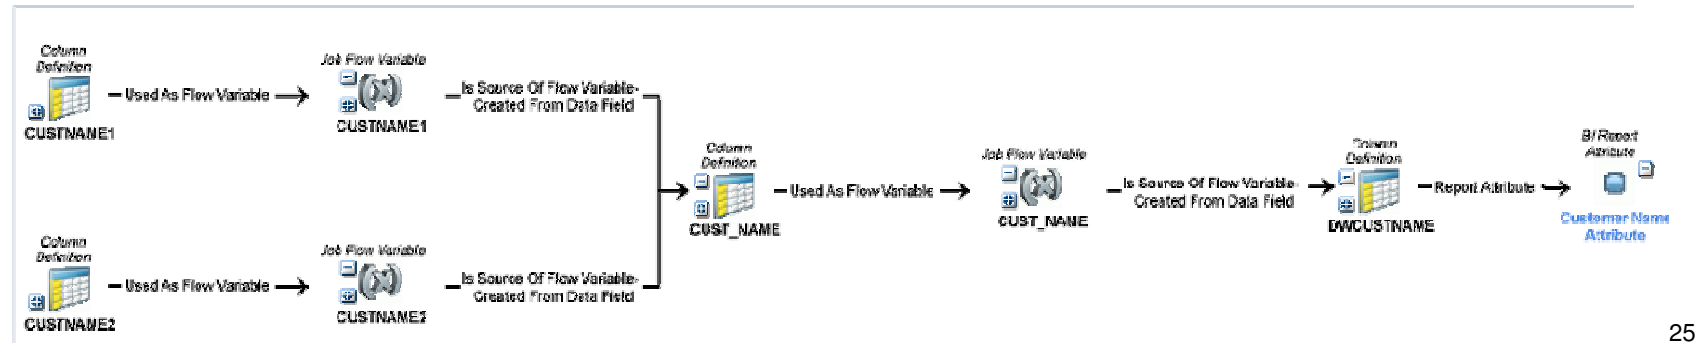 Column
Definition
CUSTNAME1
Used As Flow Variable
Job Flow Variable
CUSTNAME1
Is Source Of Flow Variable-
Created From Data Field
Column
Definition
CUSTNAME2
Used As Flow Variable
Job Flow Variable
CUSTNAME2
Is Source Of Flow Variable-
Created From Data Field
Column
Definition
CUST_NAME
Used As Flow Variable
Job Flow Variable
CUST_NAME
Is Source Of Flow Variable-
Created From Data Field
Column
Definition
DWCUSTNAME
Report Attribute
BI Report
Attribute
Customer Name
Attribute
25